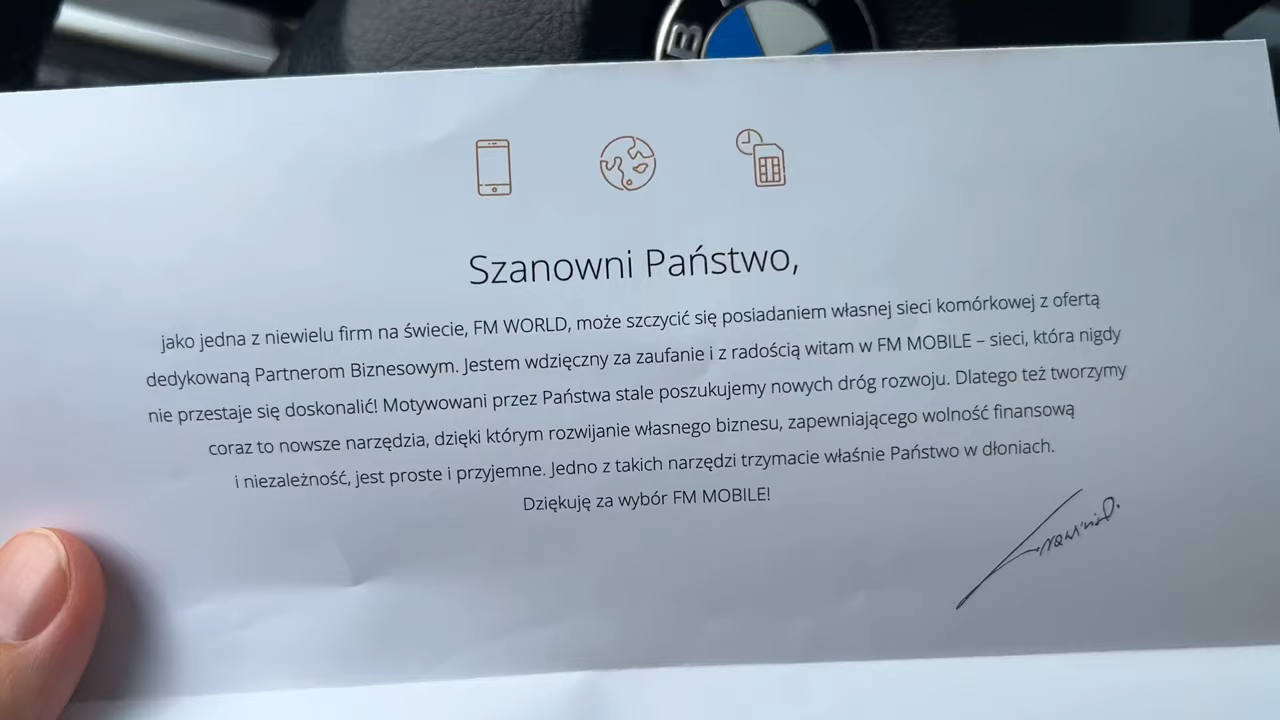 B
Szanowni Państwo,
jako jedna z niewielu firm na świecie, FM WORLD, może szczycić się posiadaniem własnej sieci komórkowej z ofertą
dedykowaną Partnerom Biznesowym. Jestem wdzięczny za zaufanie i z radością witam w FM MOBILE – sieci, która nigdy
nie przestaje się doskonalić! Motywowani przez Państwa stale poszukujemy nowych dróg rozwoju. Dlatego też tworzymy
coraz to nowsze narzędzia, dzięki którym rozwijanie własnego biznesu, zapewniającego wolność finansową
i niezależność, jest proste i przyjemne. Jedno z takich narzędzi trzymacie właśnie Państwo w dłoniach.
Dziękuję za wybór FM MOBILE!